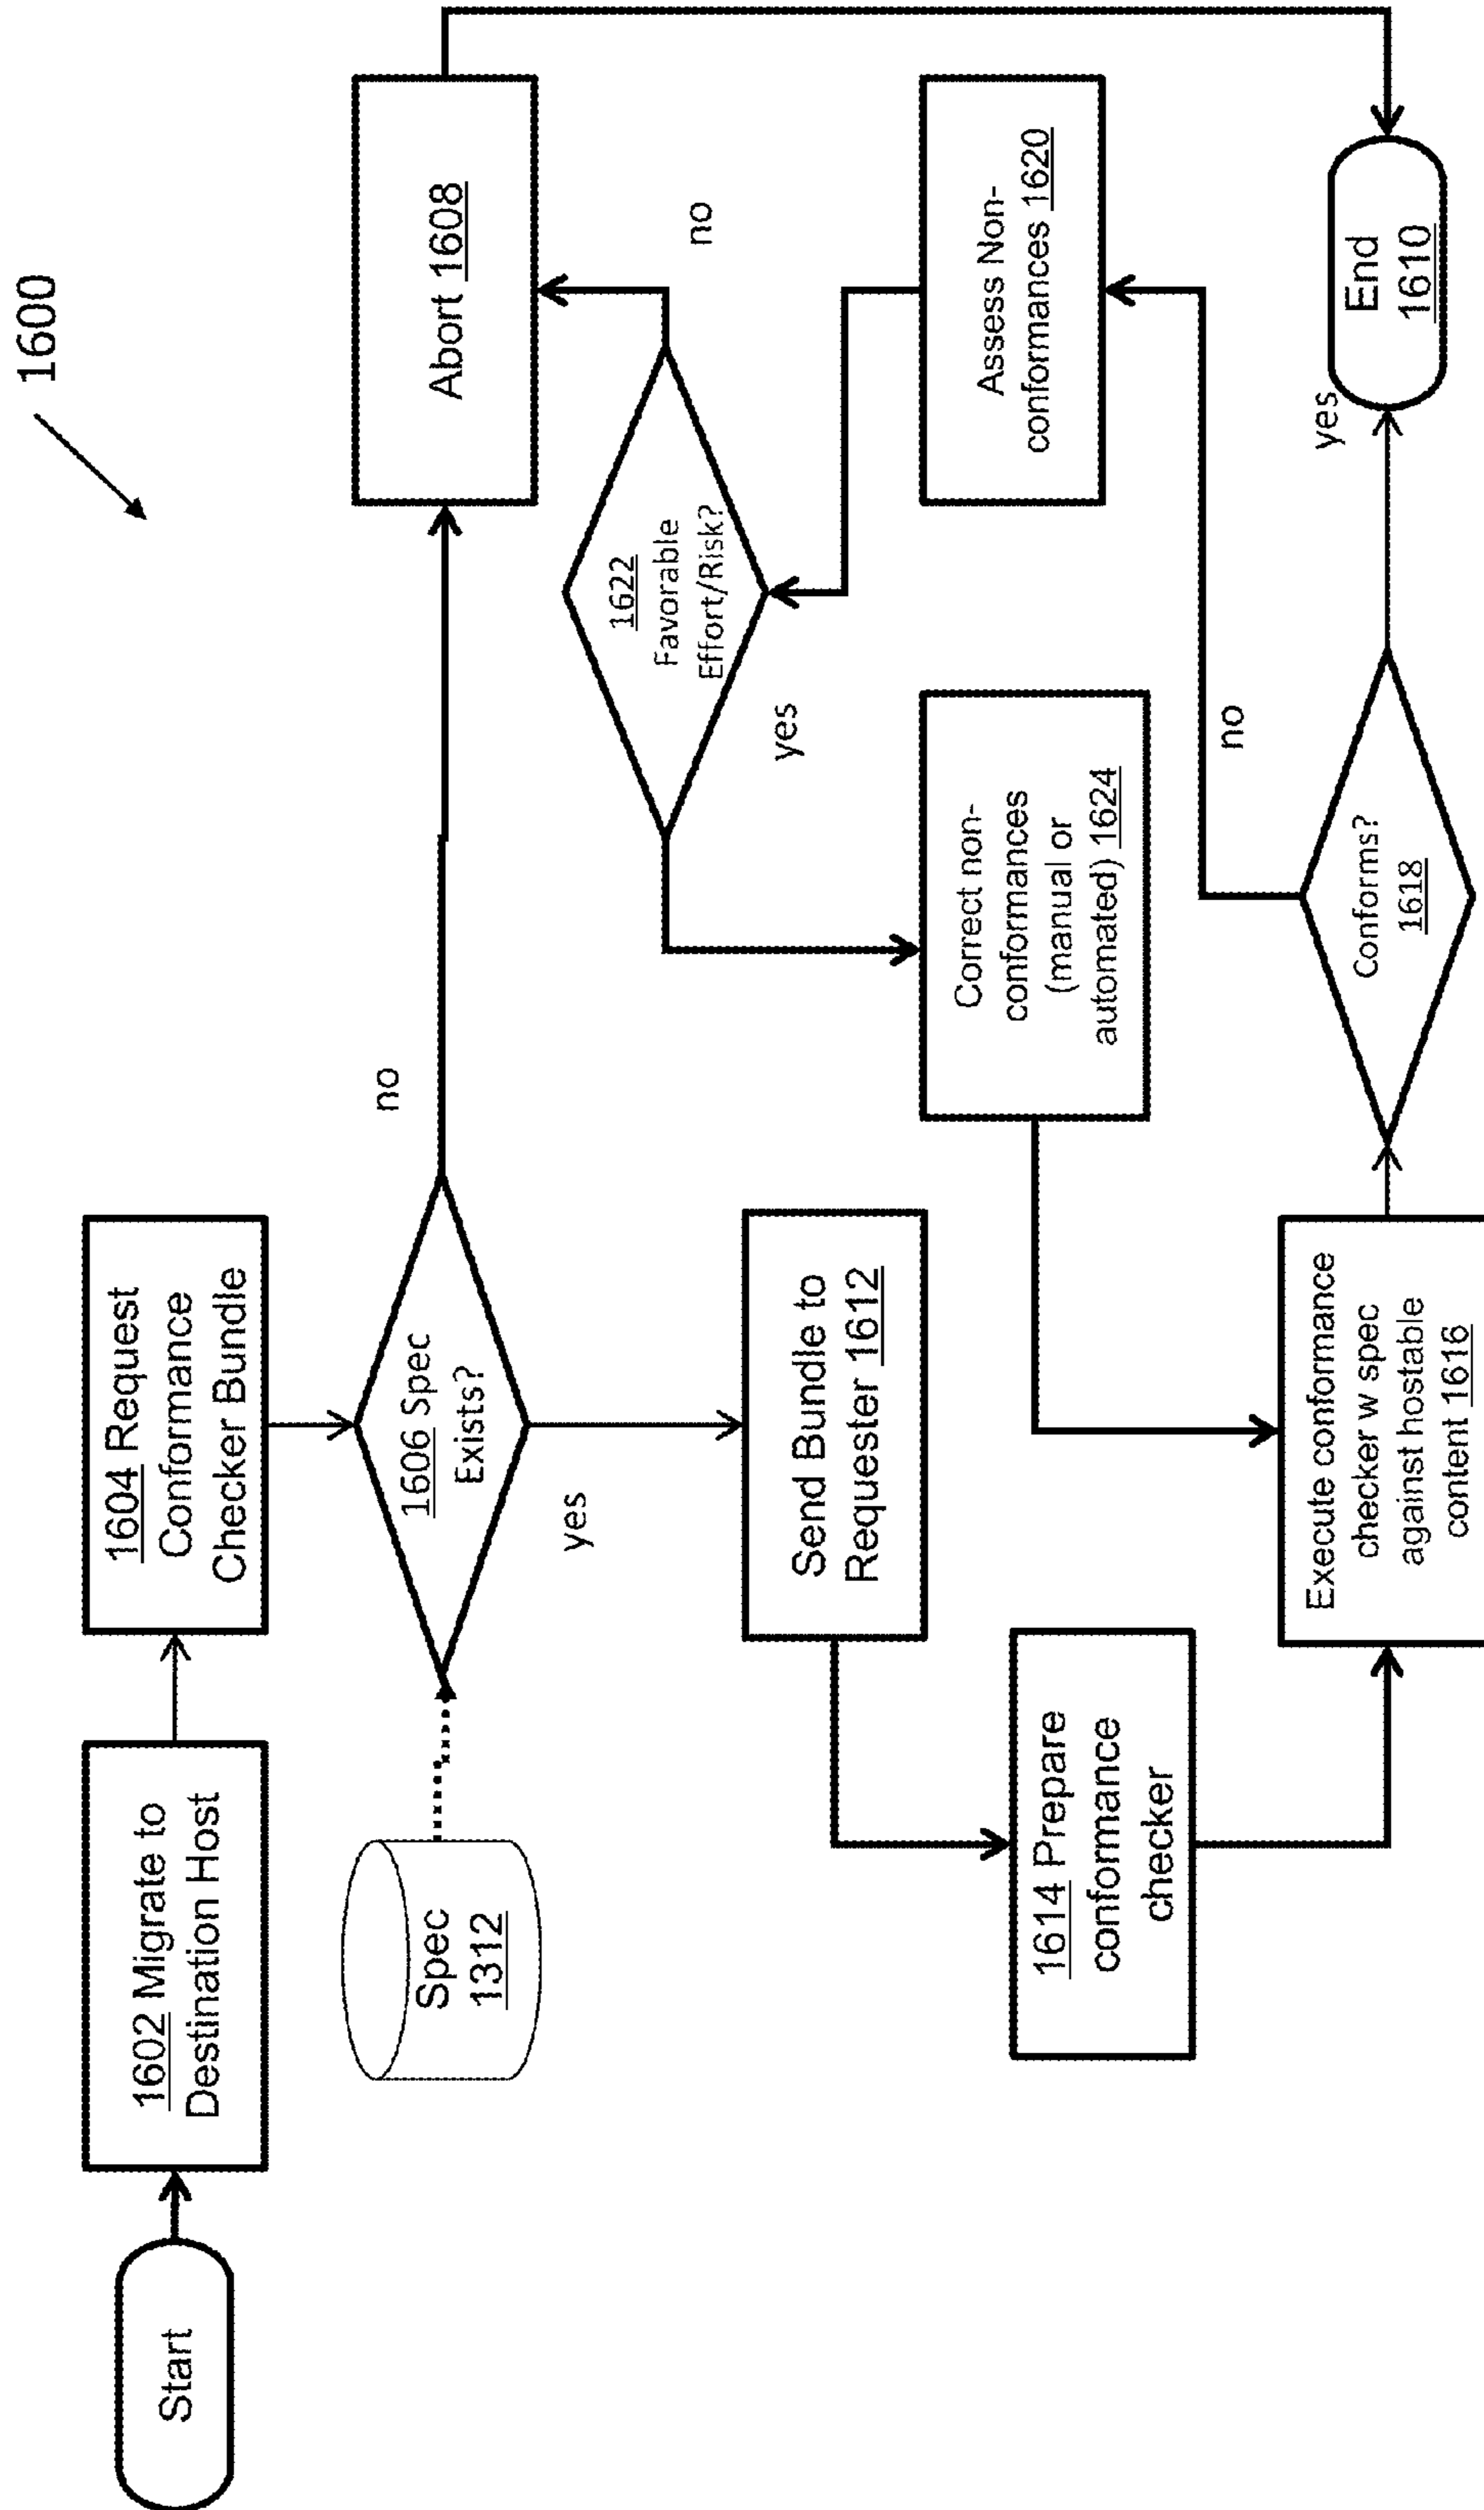 1600
Start
1602 Migrate to
Destination Host
1604 Request
Conformance
Checker Bundle
Spec
1312
1606 Spec
Exists?
no
Abort 1608
yes
Send Bundle to
Requester 1612
1622
Favorable
Effort/Risk?
no
yes
1614 Prepare
conformance
checker
Correct non-
conformances
(manual or
automated) 1624
Assess Non-
conformances 1620
Execute conformance
checker w spec
against hostable
content 1616
Conforms?
1618
no
yes
End
1610